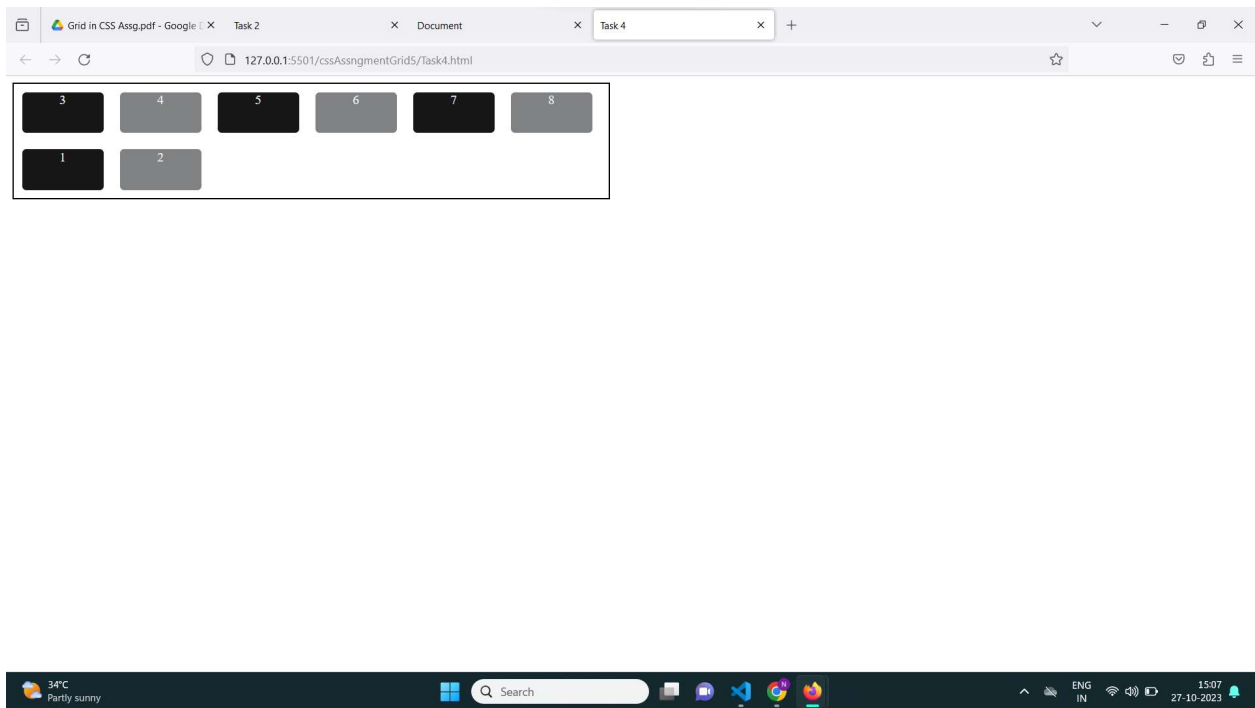 Grid in CSS Assg.pdf - Google D
Task 2
Document
Task 4
127.0.0.1:5501/cssAssngmentGrid5/Task4.html
3 4 5 6 7 8
1 2
34°C
Partly sunny
Search
N
ENG
IN
15:07
27-10-2023